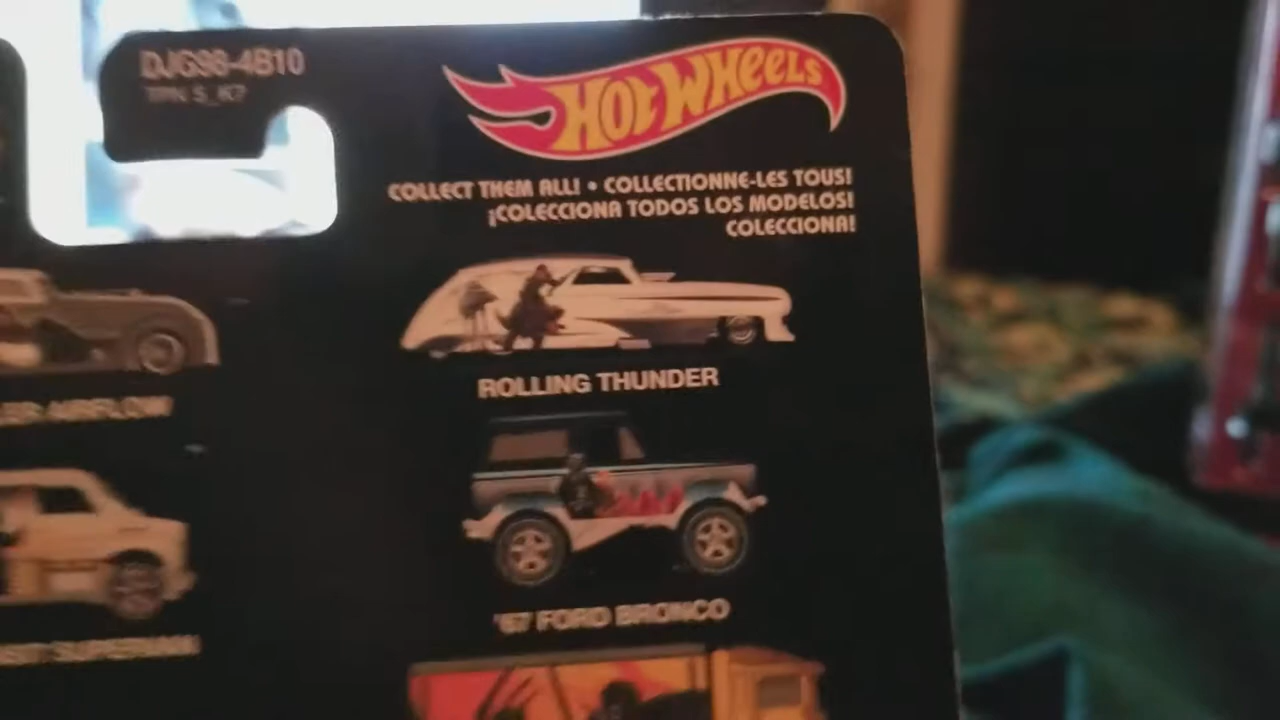 DJG98-4B10
HOT WHEELS
COLLECT THEM ALL! • COLLECTIONNE-LES TOUS!
¡COLECCIONA TODOS LOS MODELOS!
COLECCIONA!
ROLLING THUNDER
AIRFLOW
'67 FORD BRONCO